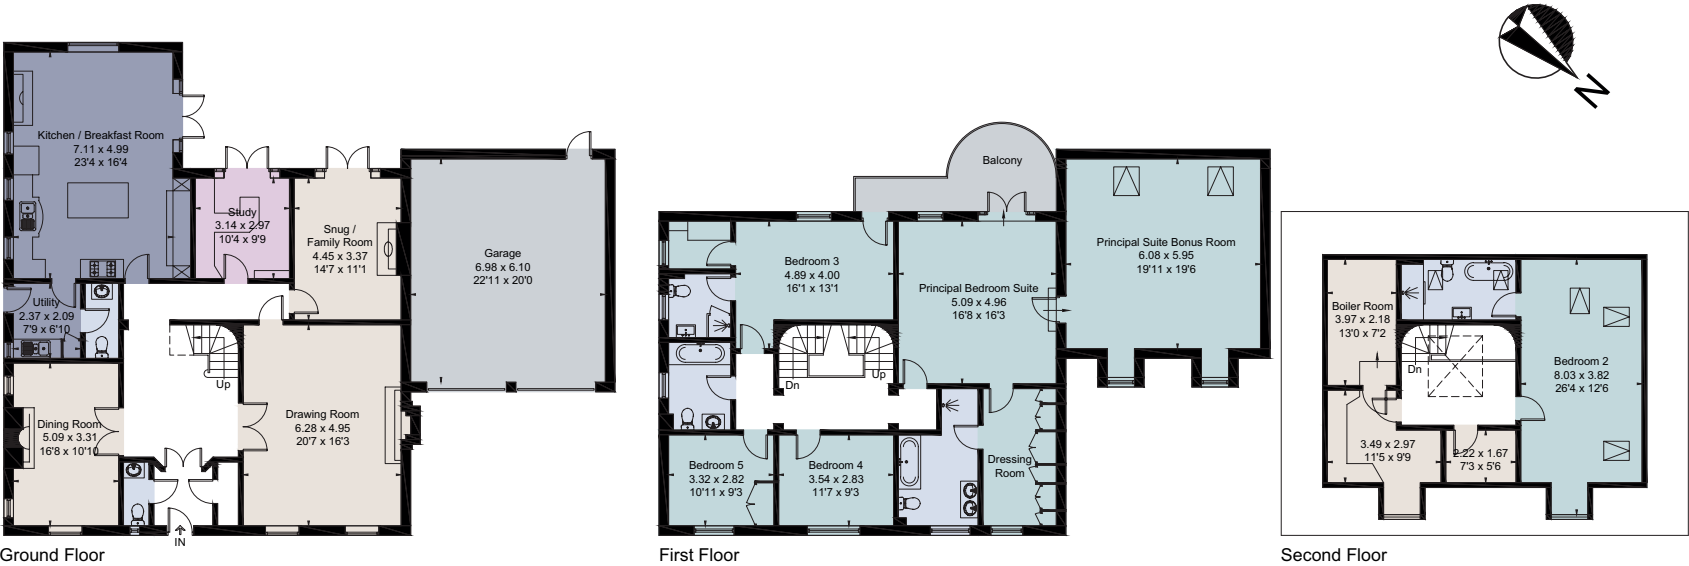 N
Kitchen / Breakfast Room
7.11 x 4.99
23'4 x 16'4
Study
3.14 x 2.97
10'4 x 9'9
Snug /
Family Room
4.45 x 3.37
14'7 x 11'1
Garage
6.98 x 6.10
22'11 x 20'0
Utility
2.37 x 2.09
7'9 x 6'10
Up
Dining Room
5.09 x 3.31
16'8 x 10'10
Drawing Room
6.28 x 4.95
20'7 x 16'3
IN
Ground Floor
Balcony
Bedroom 3
4.89 x 4.00
16'1 x 13'1
Principal Bedroom Suite
5.09 x 4.96
16'8 x 16'3
Principal Suite Bonus Room
6.08 x 5.95
19'11 x 19'6
Dn
Up
Bedroom 5
3.32 x 2.82
10'11 x 9'3
Bedroom 4
3.54 x 2.83
11'7 x 9'3
Dressing
Room
First Floor
Boiler Room
3.97 x 2.18
13'0 x 7'2
Dn
Bedroom 2
8.03 x 3.82
26'4 x 12'6
3.49 x 2.97
11'5 x 9'9
2.22 x 1.67
7'3 x 5'6
Second Floor